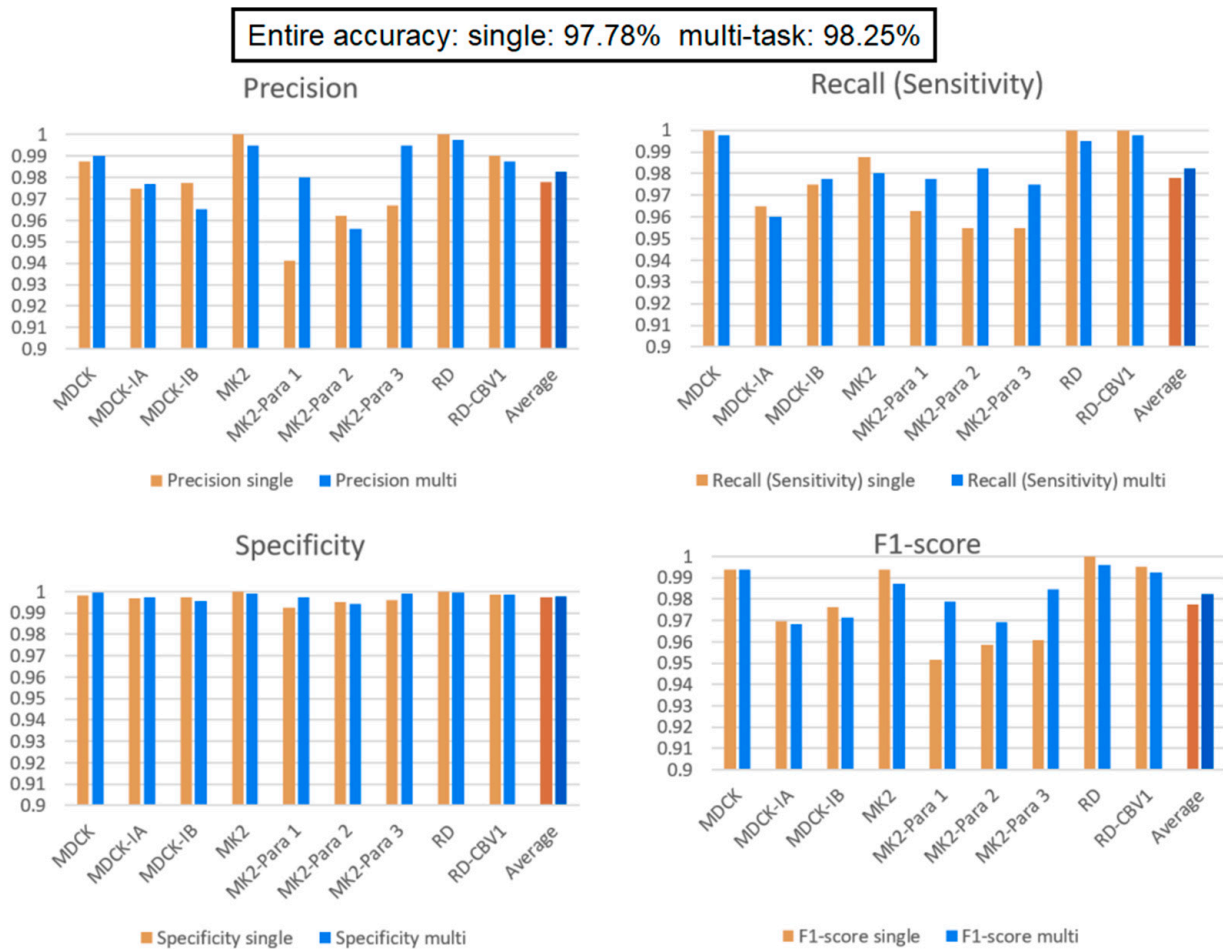 Entire accuracy: single: 97.78% multi-task: 98.25%
Precision
1
0.99
0.98
0.97
0.96
0.95
0.94
0.93
0.92
0.91
0.9
MDCK
MDCK-IA
MDCK-IB
MK2
MK2-Para 1
MK2-Para 2
MK2-Para 3
RD
RD-CBV1
Average
Precision single
Precision multi
Recall (Sensitivity)
1
0.99
0.98
0.97
0.96
0.95
0.94
0.93
0.92
0.91
0.9
MDCK
MDCK-IA
MDCK-IB
MK2
MK2-Para 1
MK2-Para 2
MK2-Para 3
RD
RD-CBV1
Average
Recall (Sensitivity) single
Recall (Sensitivity) multi
Specificity
1
0.99
0.98
0.97
0.96
0.95
0.94
0.93
0.92
0.91
0.9
MDCK
MDCK-IA
MDCK-IB
MK2
MK2-Para 1
MK2-Para 2
MK2-Para 3
RD
RD-CBV1
Average
Specificity single
Specificity multi
F1-score
1
0.99
0.98
0.97
0.96
0.95
0.94
0.93
0.92
0.91
0.9
MDCK
MDCK-IA
MDCK-IB
MK2
MK2-Para 1
MK2-Para 2
MK2-Para 3
RD
RD-CBV1
Average
F1-score single
F1-score multi